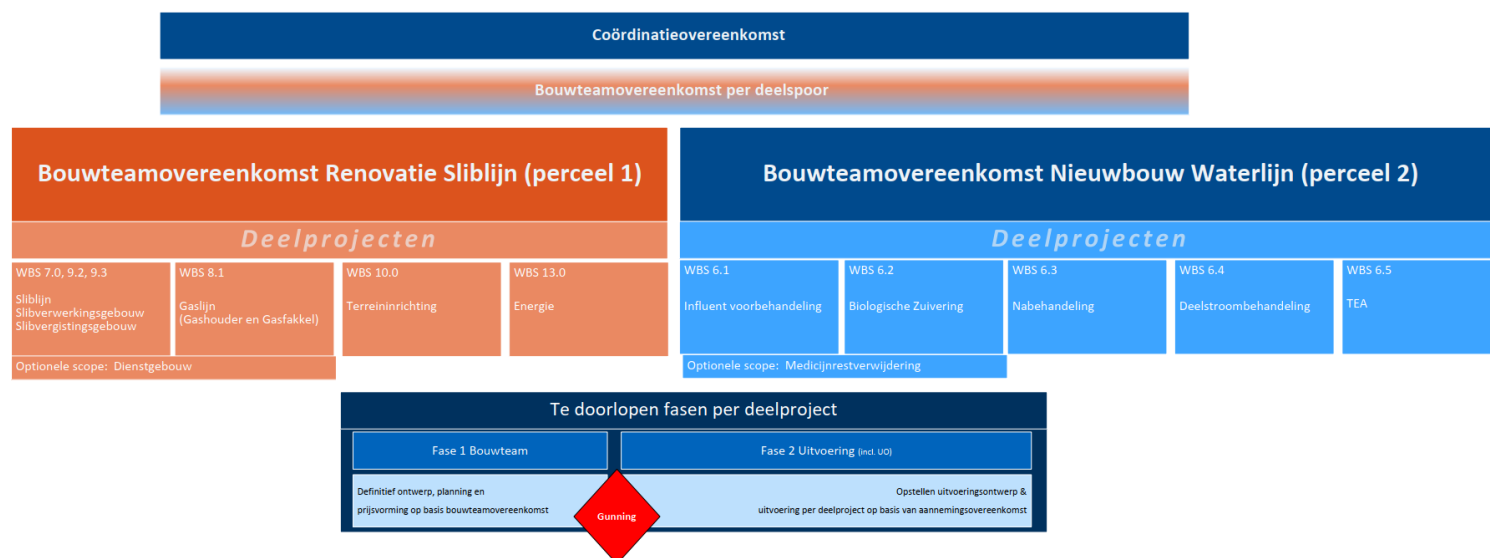 Coördinatieovereenkomst
Bouwteamovereenkomst per deelspoor
Bouwteamovereenkomst Renovatie Sliblijn (perceel 1)
Deelprojecten
WBS 7.0, 9.2, 9.3
Sliblijn
Slibverwerkingsgebouw
Slibvergistingsgebouw
WBS 8.1
Gaslijn
(Gashouder en Gasfakkel)
WBS 10.0
Terreininrichting
WBS 13.0
Energie
Optionele scope: Dienstgebouw
Bouwteamovereenkomst Nieuwbouw Waterlijn (perceel 2)
Deelprojecten
WBS 6.1
Influent voorbehandeling
WBS 6.2
Biologische Zuivering
WBS 6.3
Nabehandeling
WBS 6.4
Deelstroombehandeling
WBS 6.5
TEA
Optionele scope: Medicijnrestverwijdering
Te doorlopen fasen per deelproject
Fase 1 Bouwteam
Fase 2 Uitvoering (incl. UO)
Definitief ontwerp, planning en
prijsvorming op basis bouwteamovereenkomst
Gunning
Opstellen uitvoeringsontwerp &
uitvoering per deelproject op basis van aannemingsovereenkomst